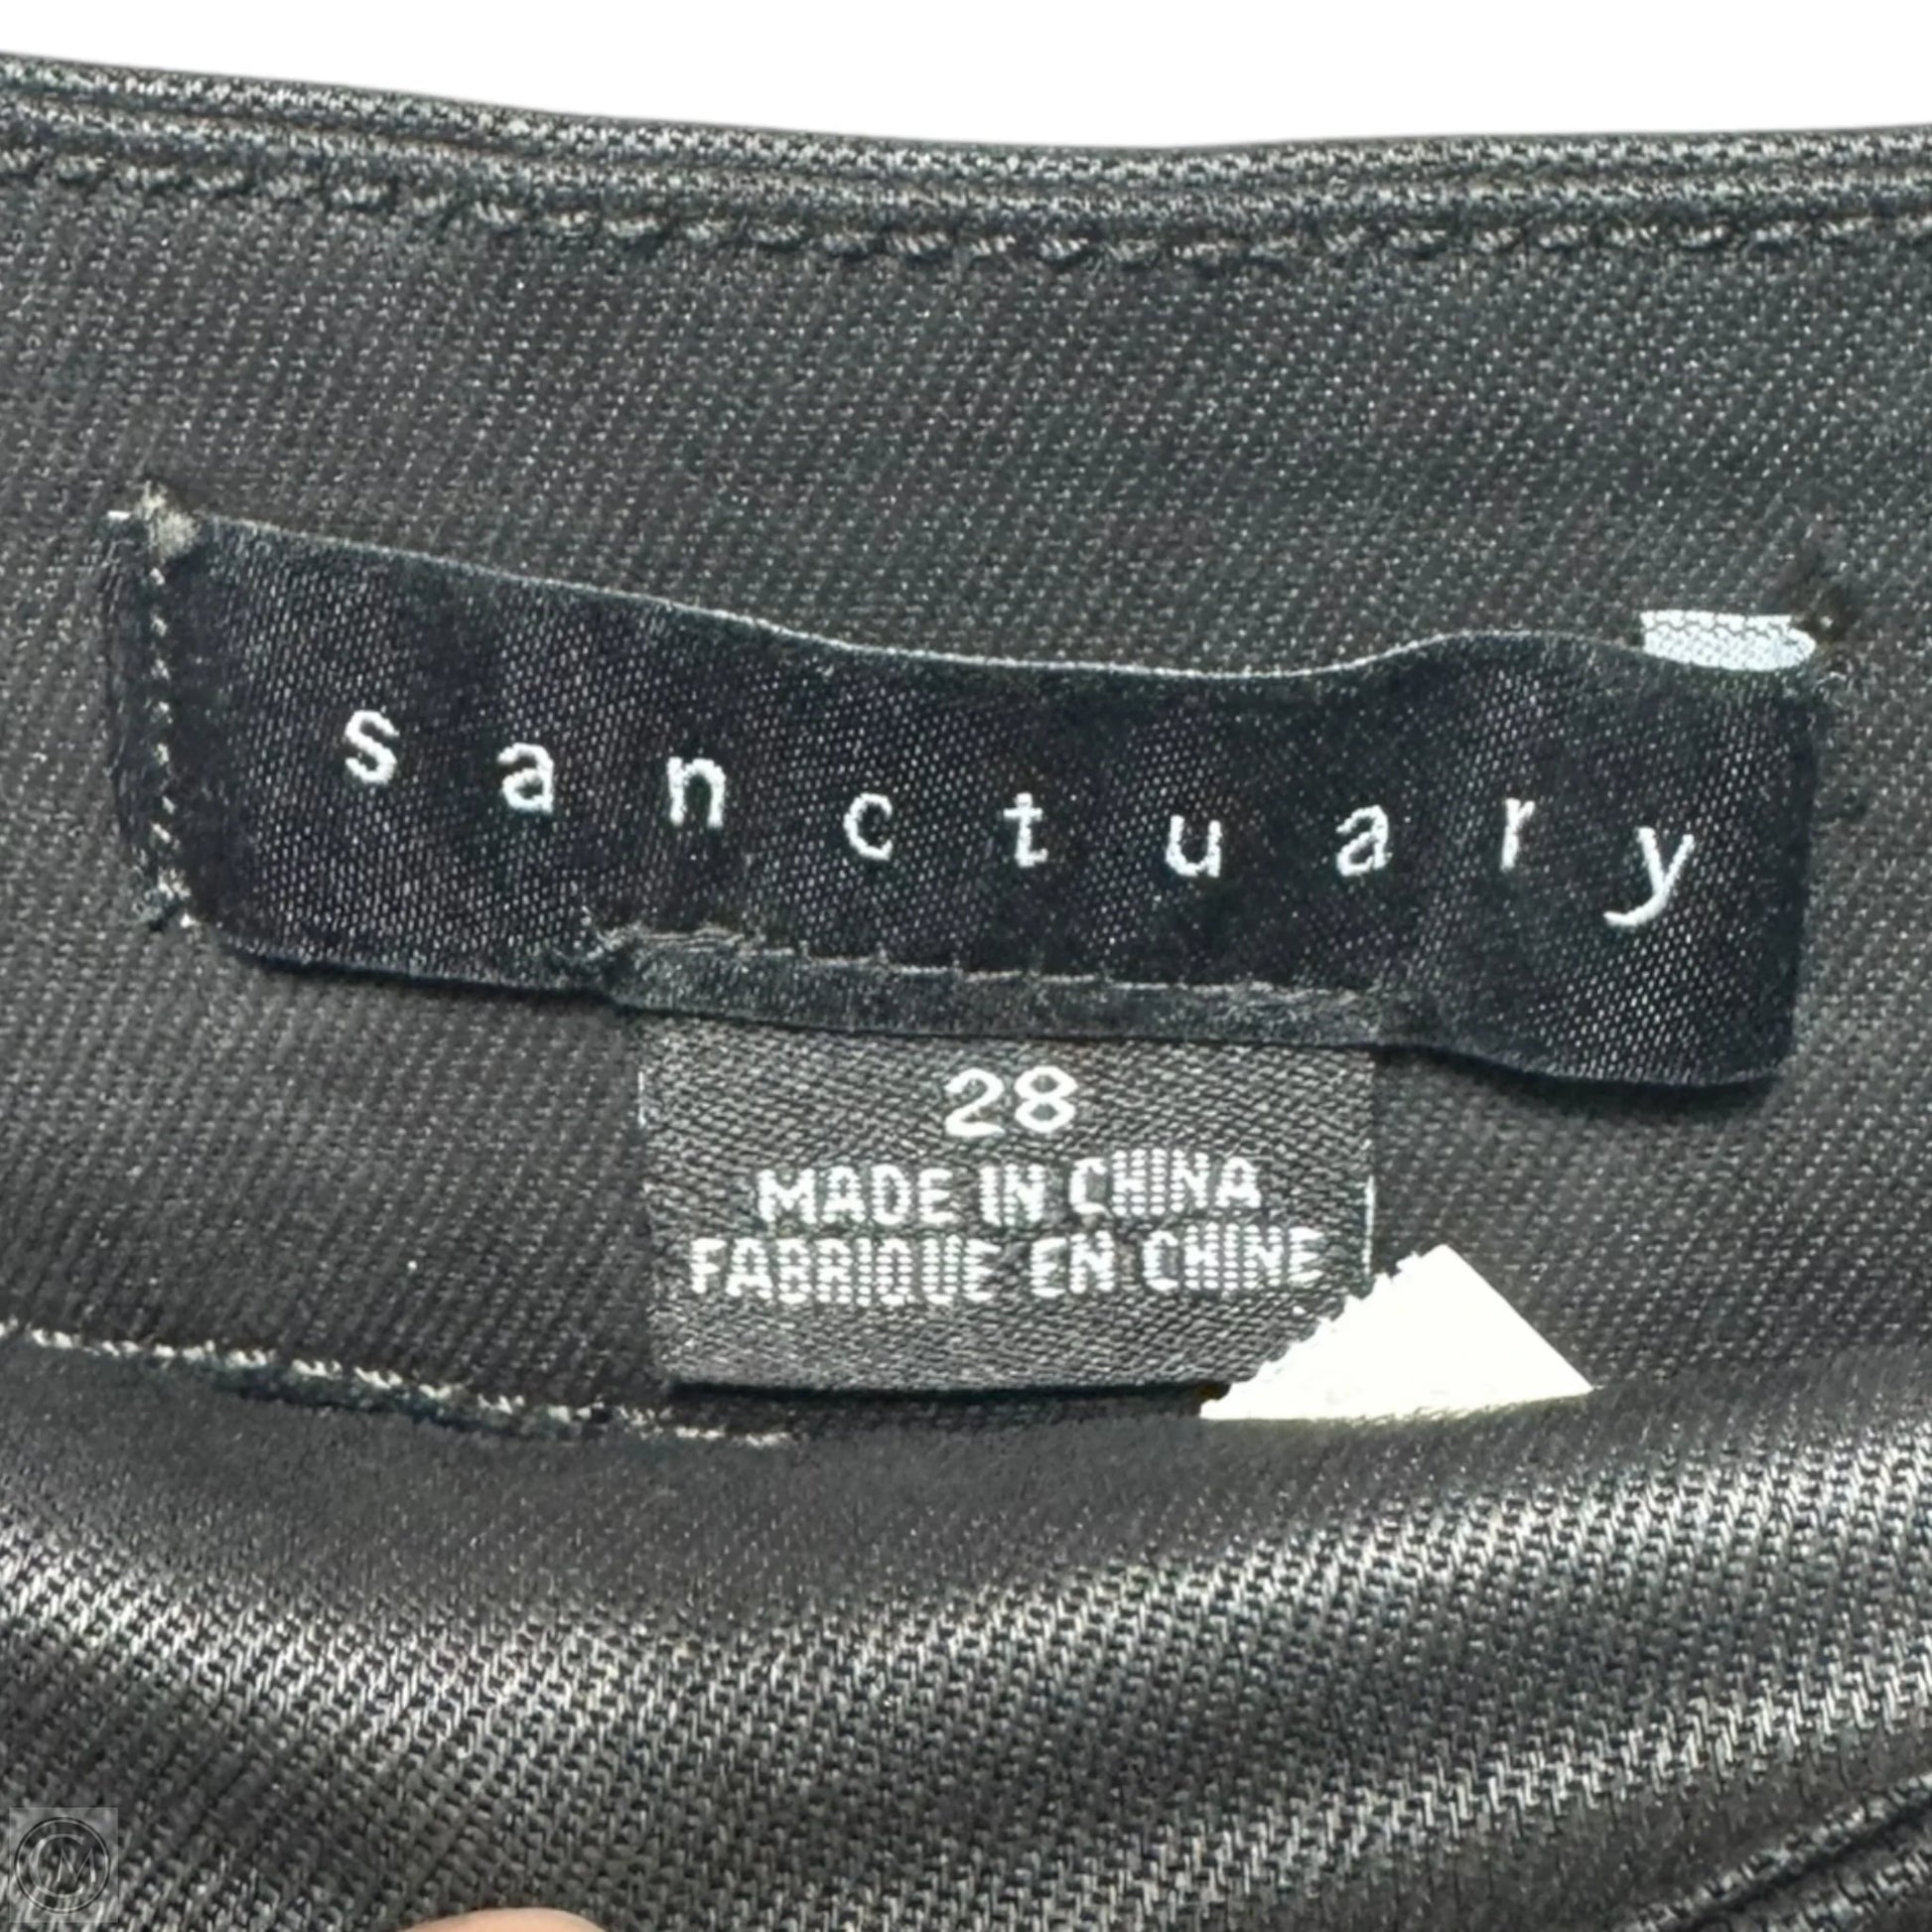 sanctuary
28
MADE IN CHINA
FABRIQUE EN CHINE